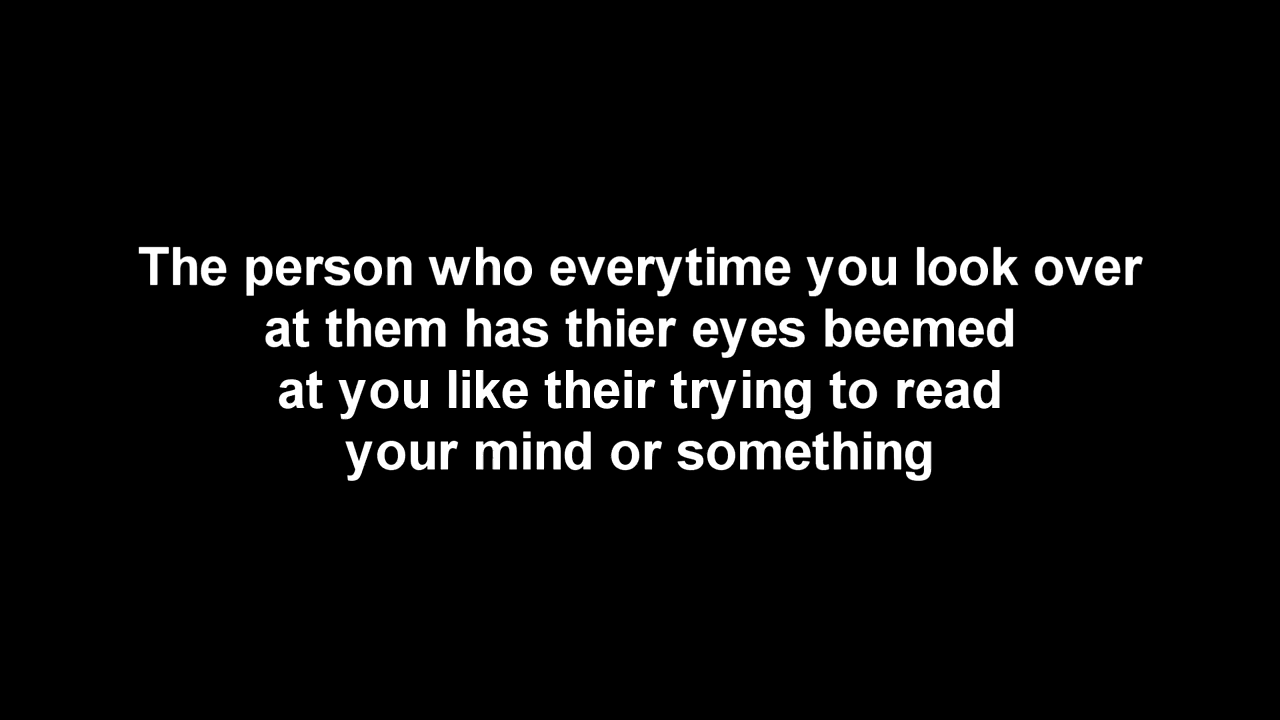 The person who everytime you look over
at them has thier eyes beemed
at you like their trying to read
your mind or something